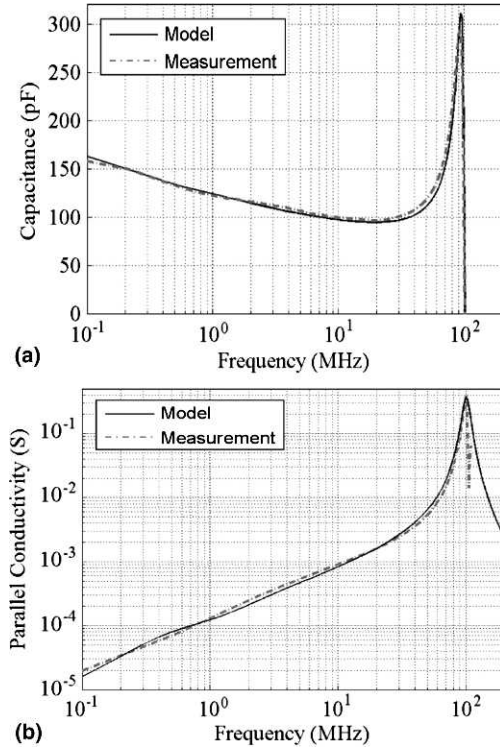 300
Model
Measurement
250
200
150
100
50
0
Capacitance (pF)
10^-1
10^0
10^1
10^2
Frequency (MHz)
(a)
Model
Measurement
10^-1
10^-2
10^-3
10^-4
10^-5
Parallel Conductivity (S)
10^-1
10^0
10^1
10^2
Frequency (MHz)
(b)